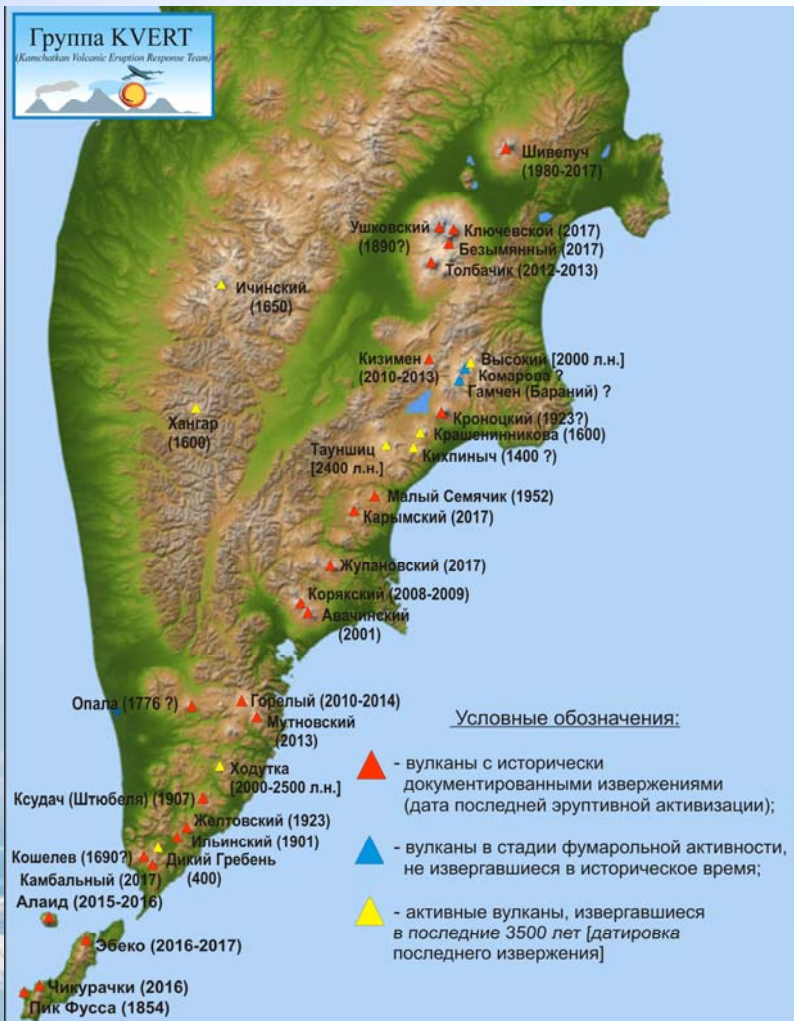 Группа KVERT
(Kamchatkan Volcanic Eruption Response Team)
Шивелуч
(1980-2017)
Ушковский
(1890?)
Ключевской (2017)
Безымянный (2017)
Толбачик (2012-2013)
Ичинский
(1650)
Кизимен
(2010-2013)
Высокий [2000 л.н.]
Комарова ?
Гамчен (Бараний) ?
Хангар
(1600)
Кроноцкий (1923?)
Крашенинникова (1600)
Тауншиц
[2400 л.н.]
Кихпиныч (1400 ?)
Малый Семячик (1952)
Карымский (2017)
Жупановский (2017)
Корякский (2008-2009)
Авачинский
(2001)
Опала (1776 ?)
Горелый (2010-2014)
Мутновский
(2013)
Ходутка
[2000-2500 л.н.]
Ксудач (Штюбеля) (1907)
Желтовский (1923)
Ильинский (1901)
Кошелев (1690?)
Дикий Гребень
(400)
Камбальный (2017)
Алаид (2015-2016)
Эбеко (2016-2017)
Чикурачки (2016)
Пик Фусса (1854)
Условные обозначения:
- вулканы с исторически
документированными извержениями
(дата последней эруптивной активизации);
- вулканы в стадии фумарольной активности,
не извергавшиеся в историческое время;
- активные вулканы, извергавшиеся
в последние 3500 лет [датировка
последнего извержения]